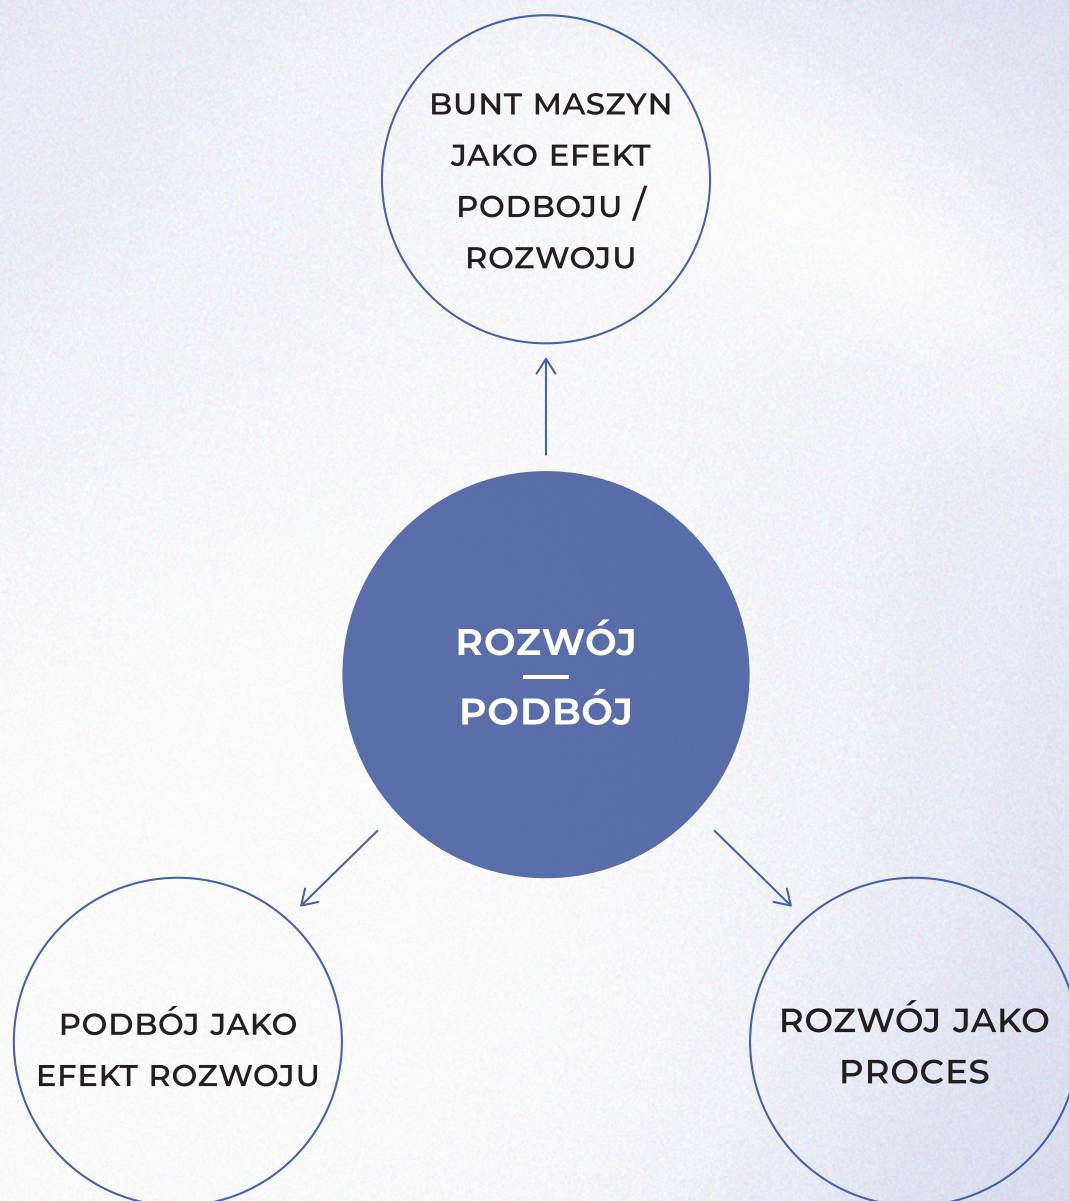 BUNT MASZYN
JAKO EFEKT
PODBOJU /
ROZWOJU
ROZWÓJ
—
PODBÓJ
PODBÓJ JAKO
EFEKT ROZWOJU
ROZWÓJ JAKO
PROCES